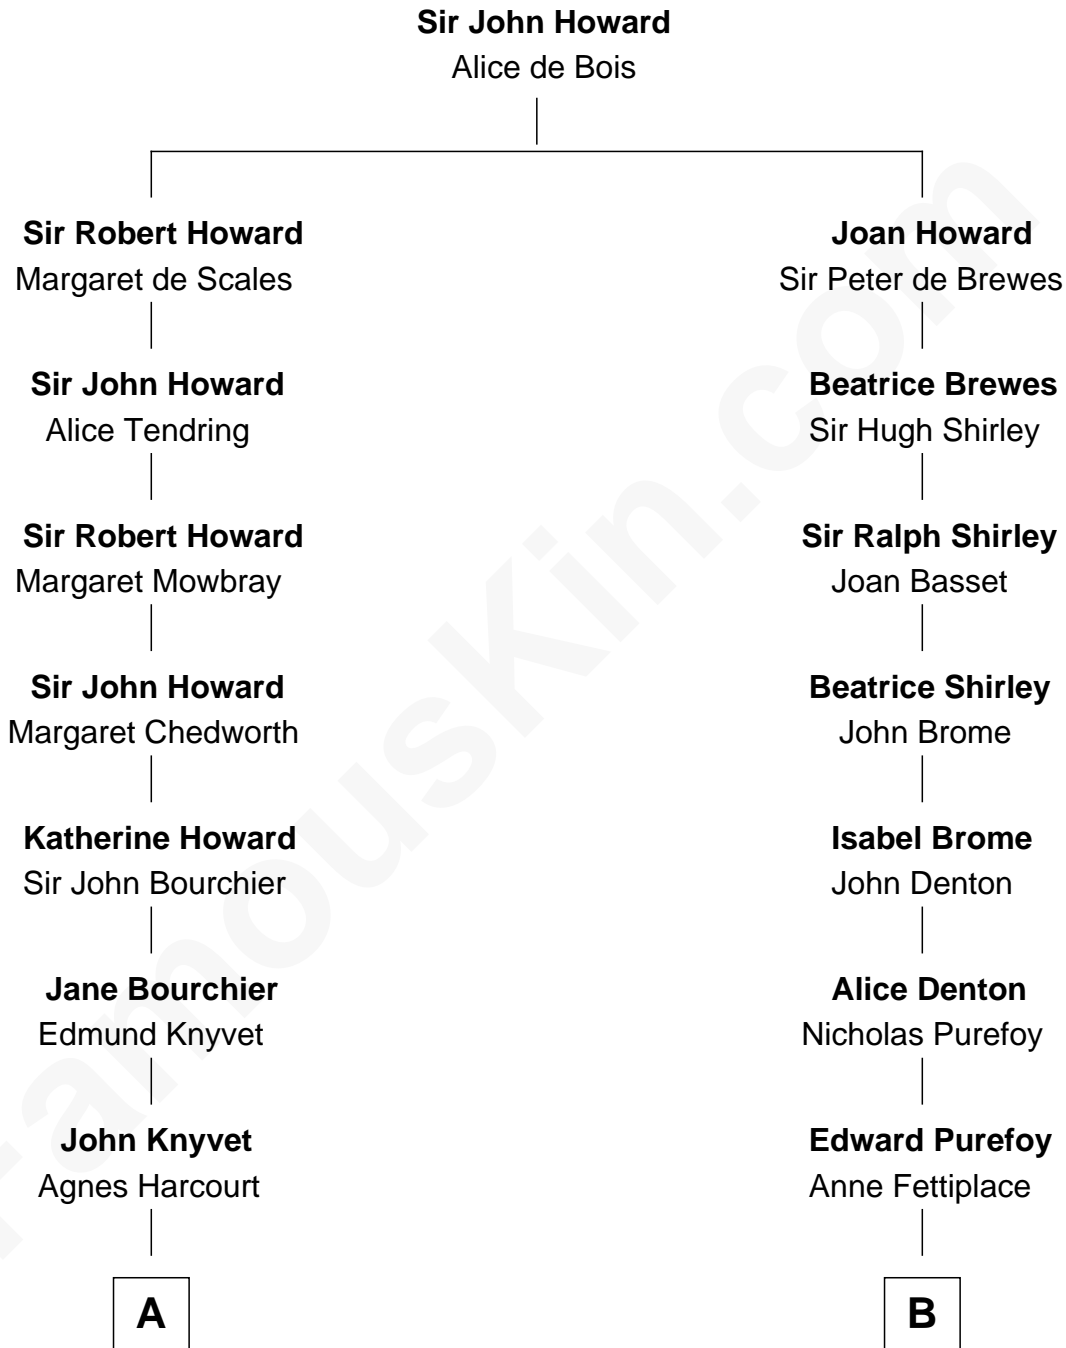 Sir John Howard
Alice de Bois
Sir Robert Howard
Margaret de Scales
Joan Howard
Sir Peter de Brewes
Sir John Howard
Alice Tendring
Beatrice Brewes
Sir Hugh Shirley
Sir Robert Howard
Margaret Mowbray
Sir Ralph Shirley
Joan Basset
Sir John Howard
Margaret Chedworth
Beatrice Shirley
John Brome
Katherine Howard
Sir John Bourchier
Isabel Brome
John Denton
Jane Bourchier
Edmund Knyvet
Alice Denton
Nicholas Purefoy
John Knyvet
Agnes Harcourt
Edward Purefoy
Anne Fettiplace
A
B
FamousKin.com